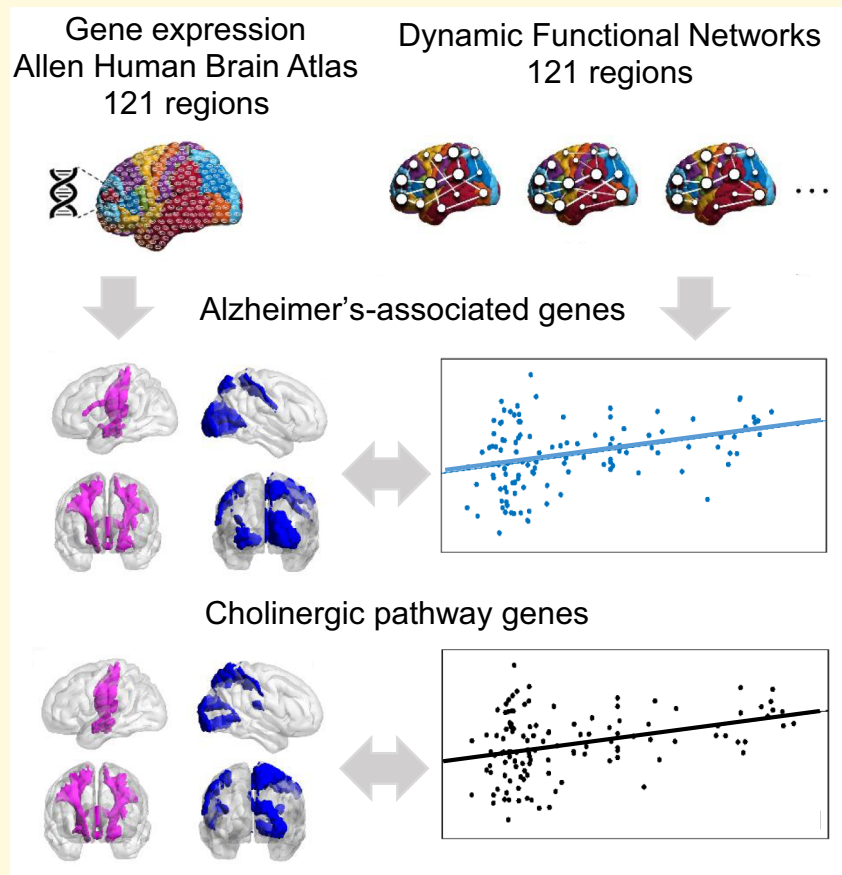 Gene expression
Allen Human Brain Atlas
121 regions
Dynamic Functional Networks
121 regions
...
Alzheimer's-associated genes
Cholinergic pathway genes